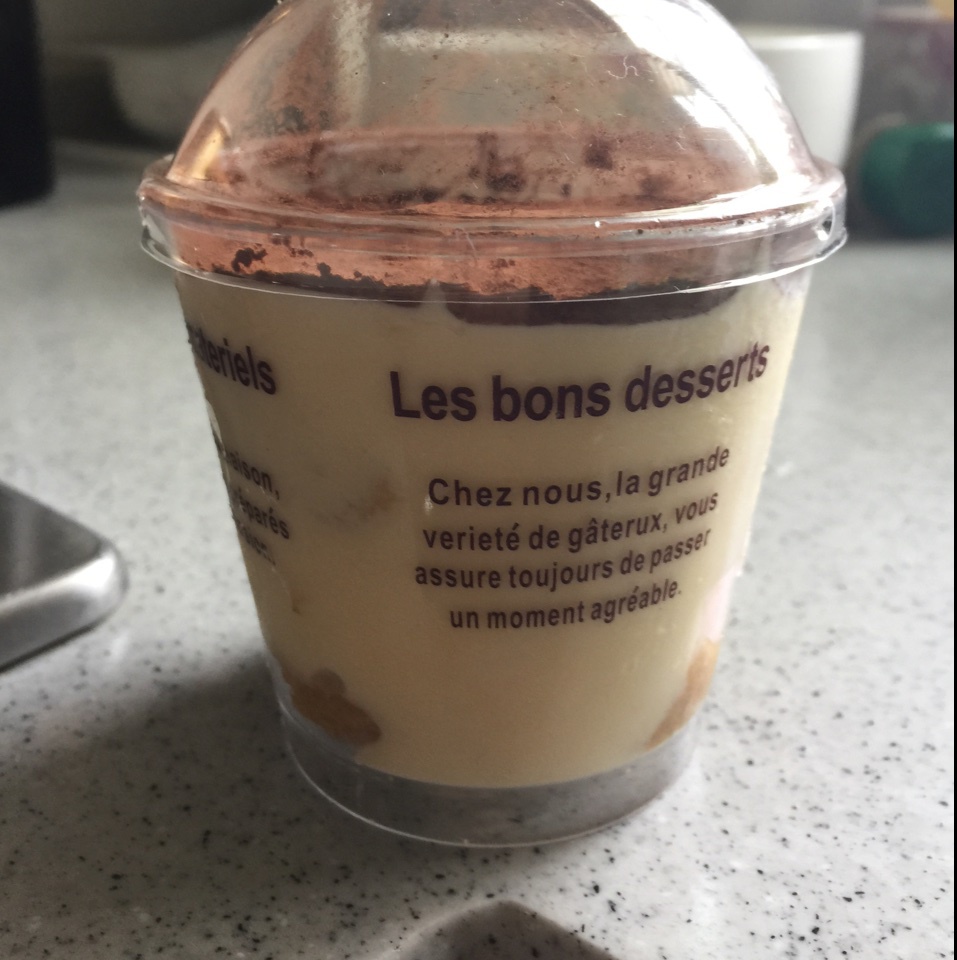 Les bons desserts
Chez nous, la grande
verieté de gâterux, vous
assure toujours de passer
un moment agréable.